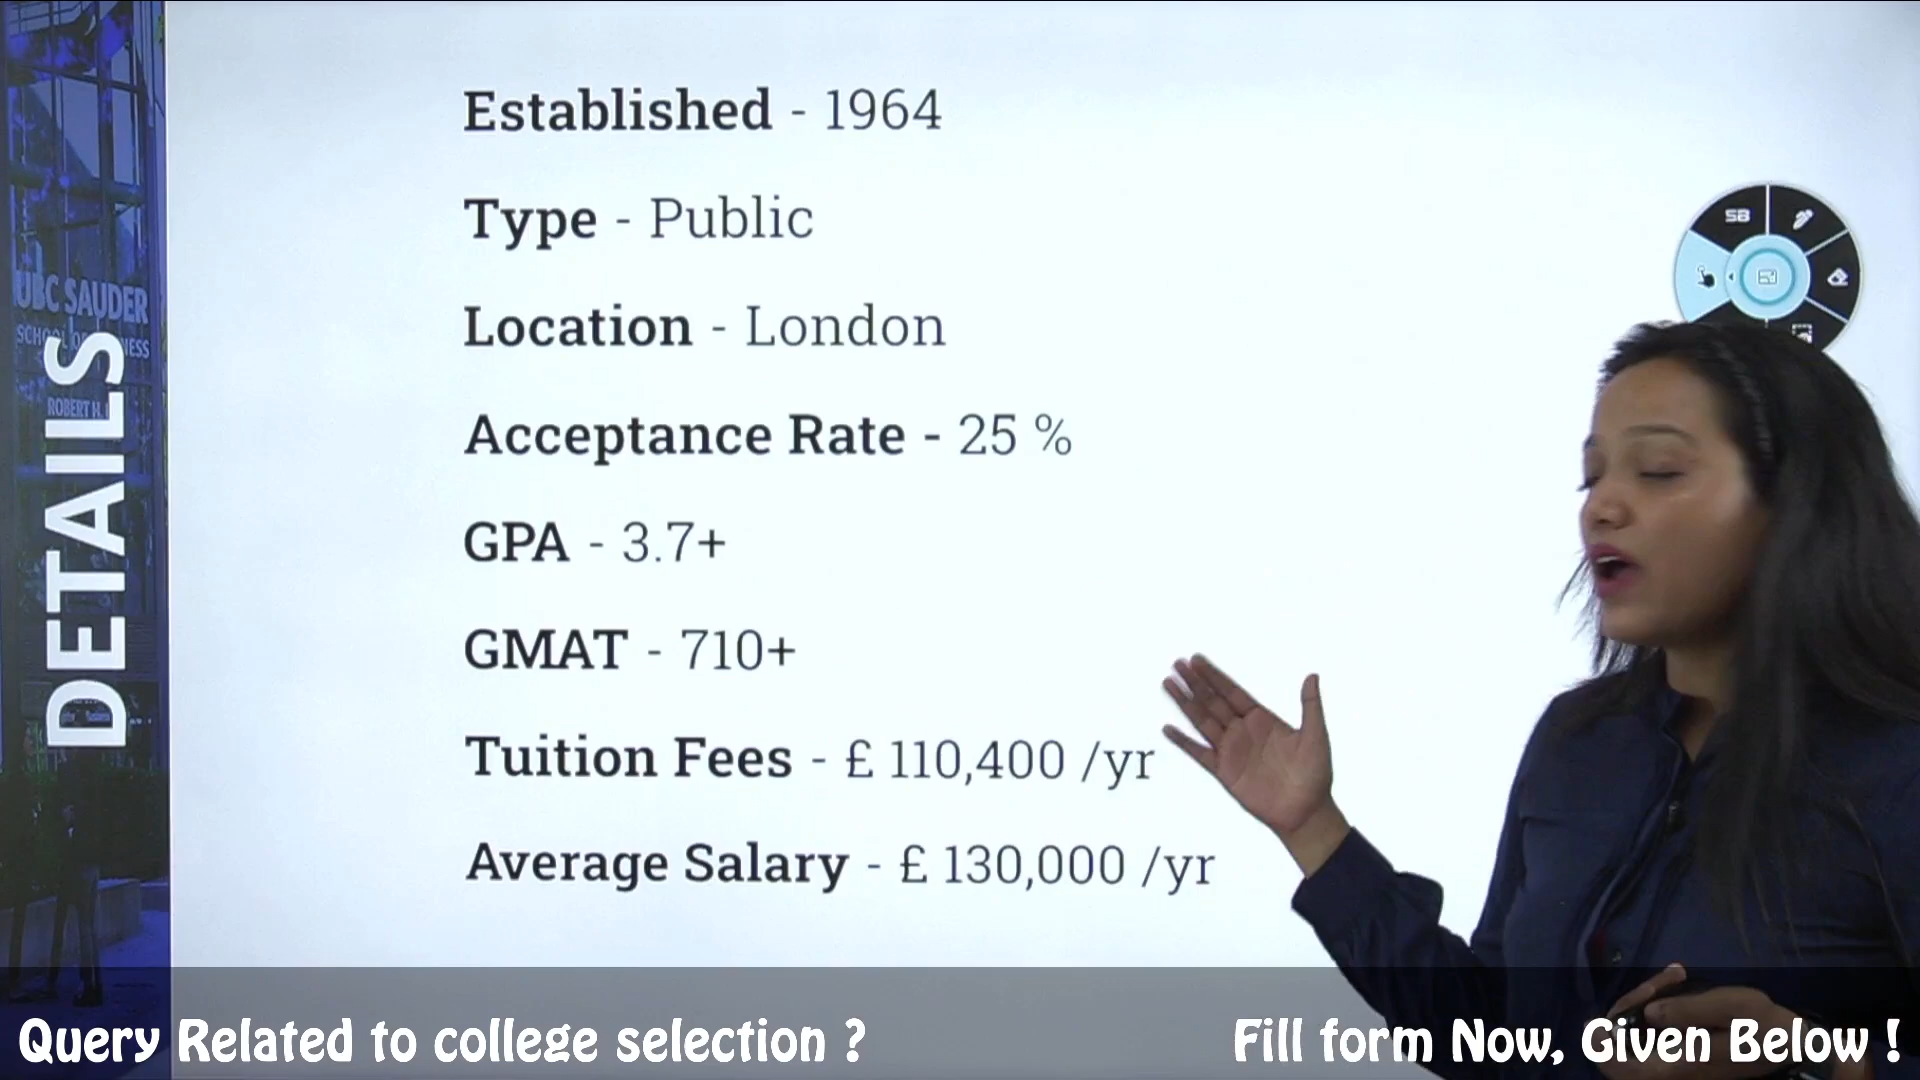 Established - 1964
Type - Public
Location - London
Acceptance Rate - 25 %
GPA - 3.7+
GMAT - 710+
Tuition Fees - £ 110,400 /yr
Average Salary - £ 130,000 /yr
DETAILS
UBC SAUDER
ROBERT H.
SB
Query Related to college selection ?
Fill form Now, Given Below !